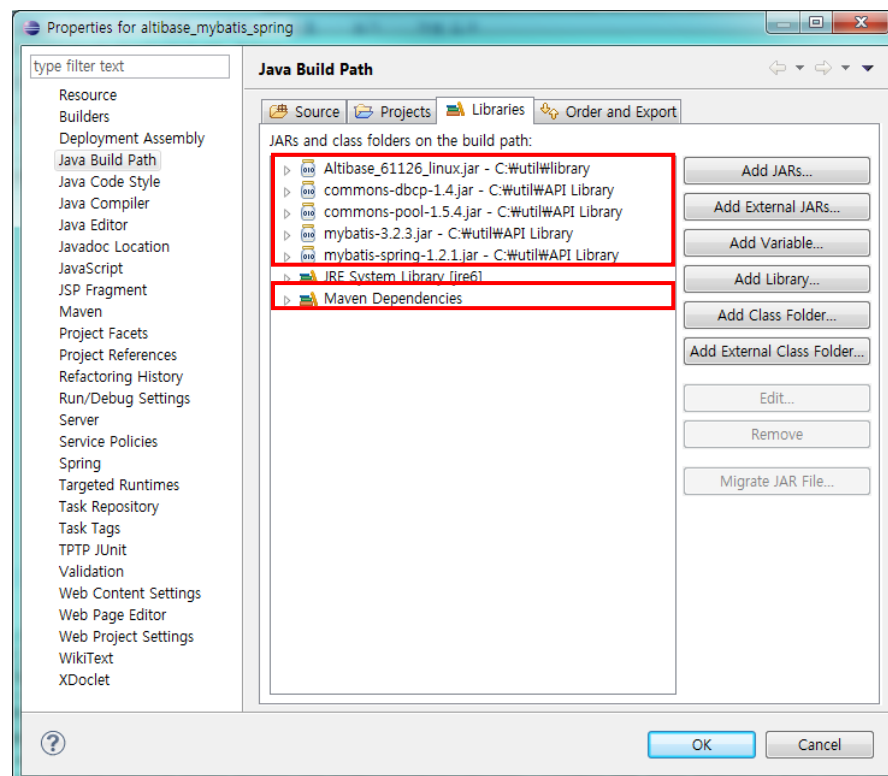 Properties for altibase_mybatis_spring
type filter text
Resource
Builders
Deployment Assembly
Java Build Path
Java Code Style
Java Compiler
Java Editor
Javadoc Location
JavaScript
JSP Fragment
Maven
Project Facets
Project References
Refactoring History
Run/Debug Settings
Server
Service Policies
Spring
Targeted Runtimes
Task Repository
Task Tags
TPTP JUnit
Validation
Web Content Settings
Web Page Editor
Web Project Settings
WikiText
XDoclet
Java Build Path
Source Projects Libraries Order and Export
JARs and class folders on the build path:
Altibase_61126_linux.jar - C:₩util₩library
commons-dbcp-1.4.jar - C:₩util₩API Library
commons-pool-1.5.4.jar - C:₩util₩API Library
mybatis-3.2.3.jar - C:₩util₩API Library
mybatis-spring-1.2.1.jar - C:₩util₩API Library
JRE System Library [jre6]
Maven Dependencies
Add JARs...
Add External JARs...
Add Variable...
Add Library...
Add Class Folder...
Add External Class Folder...
Edit...
Remove
Migrate JAR File...
?
OK
Cancel